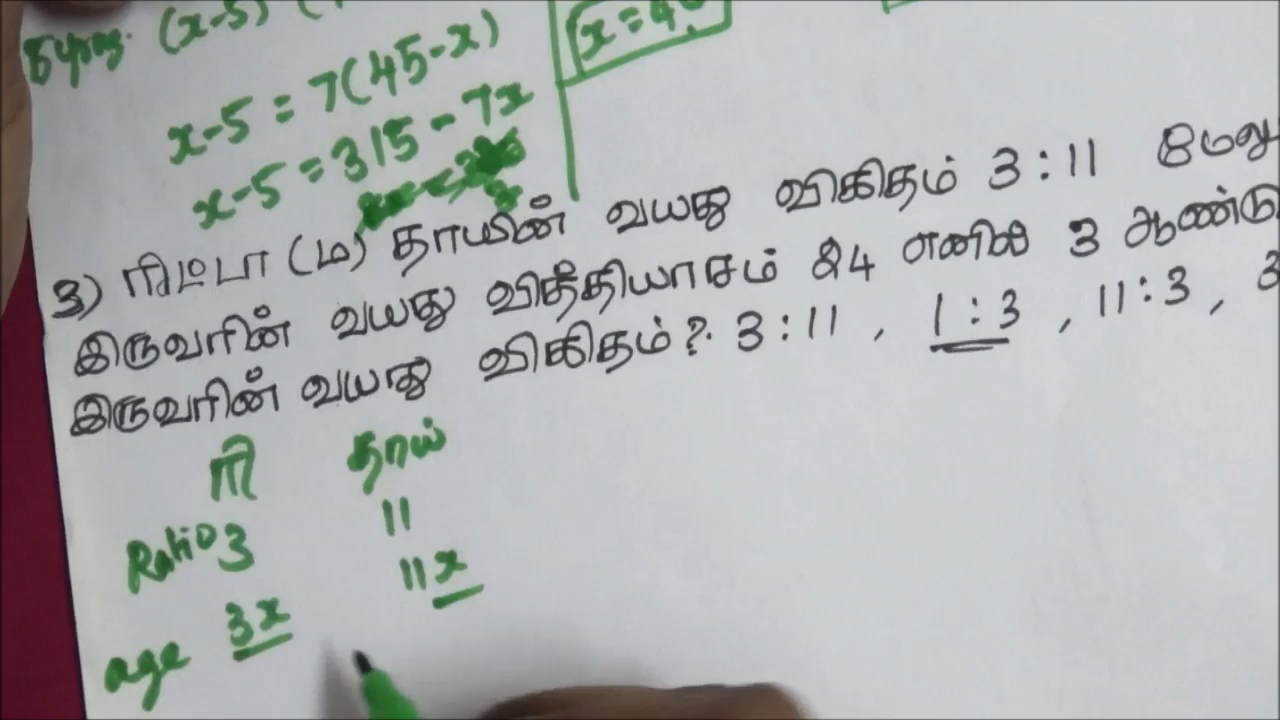 (x-5)
x-5 = 7(45-x)
x-5 = 315 - 7x
x = 4
3) ரிட்டா (ம) தாயின் வயது விகிதம் 3 : 11 மேலு
இருவரின் வயது வித்தியாசம் 24 எனில் 3 ஆண்டு
இருவரின் வயது விகிதம்? 3 : 11 , 1 : 3 , 11 : 3 , 3
ரி தாய்
Ratio 3 11
age 3x 11x